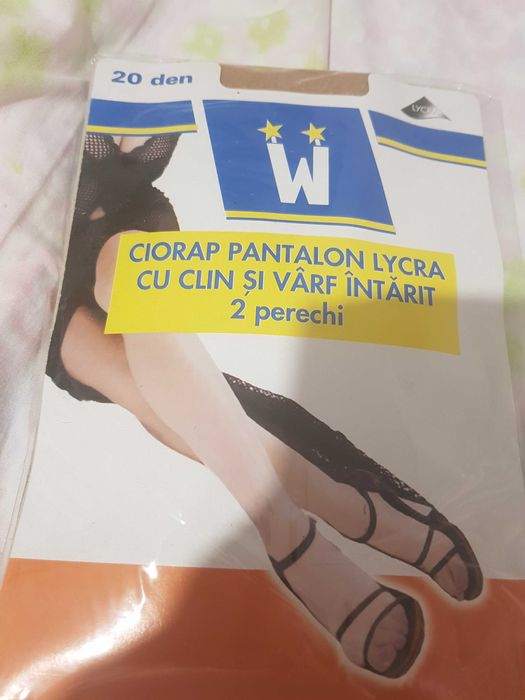 20 den
LYCRA
W
CIORAP PANTALON LYCRA
CU CLIN ȘI VÂRF ÎNTĂRIT
2 perechi